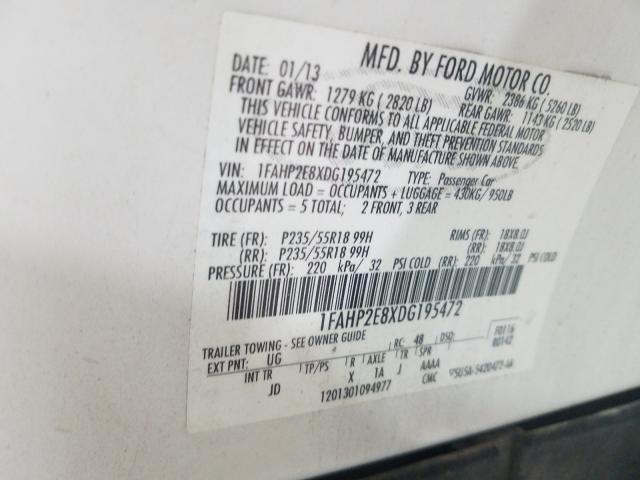 MFD. BY FORD MOTOR CO.
DATE: 01/13 GVWR: 2386 KG (5260 LB)
FRONT GAWR: 1279 KG (2820 LB) REAR GAWR: 1143 KG (2520 LB)
THIS VEHICLE CONFORMS TO ALL APPLICABLE FEDERAL MOTOR
VEHICLE SAFETY, BUMPER, AND THEFT PREVENTION STANDARDS
IN EFFECT ON THE DATE OF MANUFACTURE SHOWN ABOVE.
VIN: 1FAHP2E8XDG195472 TYPE: Passenger Car
MAXIMUM LOAD = OCCUPANTS + LUGGAGE = 430KG/950LB
OCCUPANTS = 5 TOTAL; 2 FRONT, 3 REAR
TIRE (FR): P235/55R18 99H RIMS (FR): 18X8.0J
(RR): P235/55R18 99H (RR): 18X8.0J
PRESSURE (FR): 220 kPa/ 32 PSI COLD (RR): 220 kPa/ 32 PSI COLD
1FAHP2E8XDG195472
TRAILER TOWING - SEE OWNER GUIDE F0116
EXT PNT: UG RC: 48 DSO: B0142
INT TR TP/PS R AXLE TR SPR
JD X 1A J AAAA
1201301094977 CMC